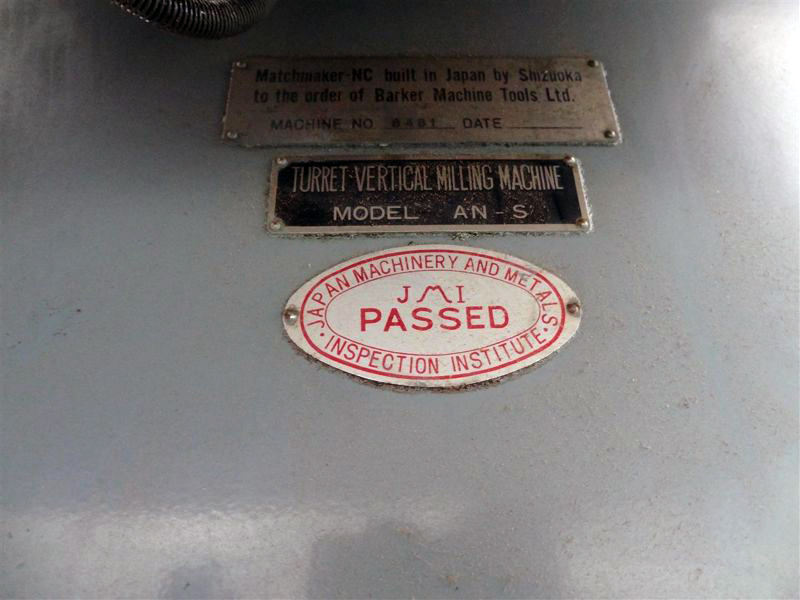 Matchmaker-NC built in Japan by Shizuoka
to the order of Barker Machine Tools Ltd.
MACHINE NO 6401 DATE
TURRET VERTICAL MILLING MACHINE
MODEL AN-S
JAPAN MACHINERY AND METALS
JMI
PASSED
INSPECTION INSTITUTE